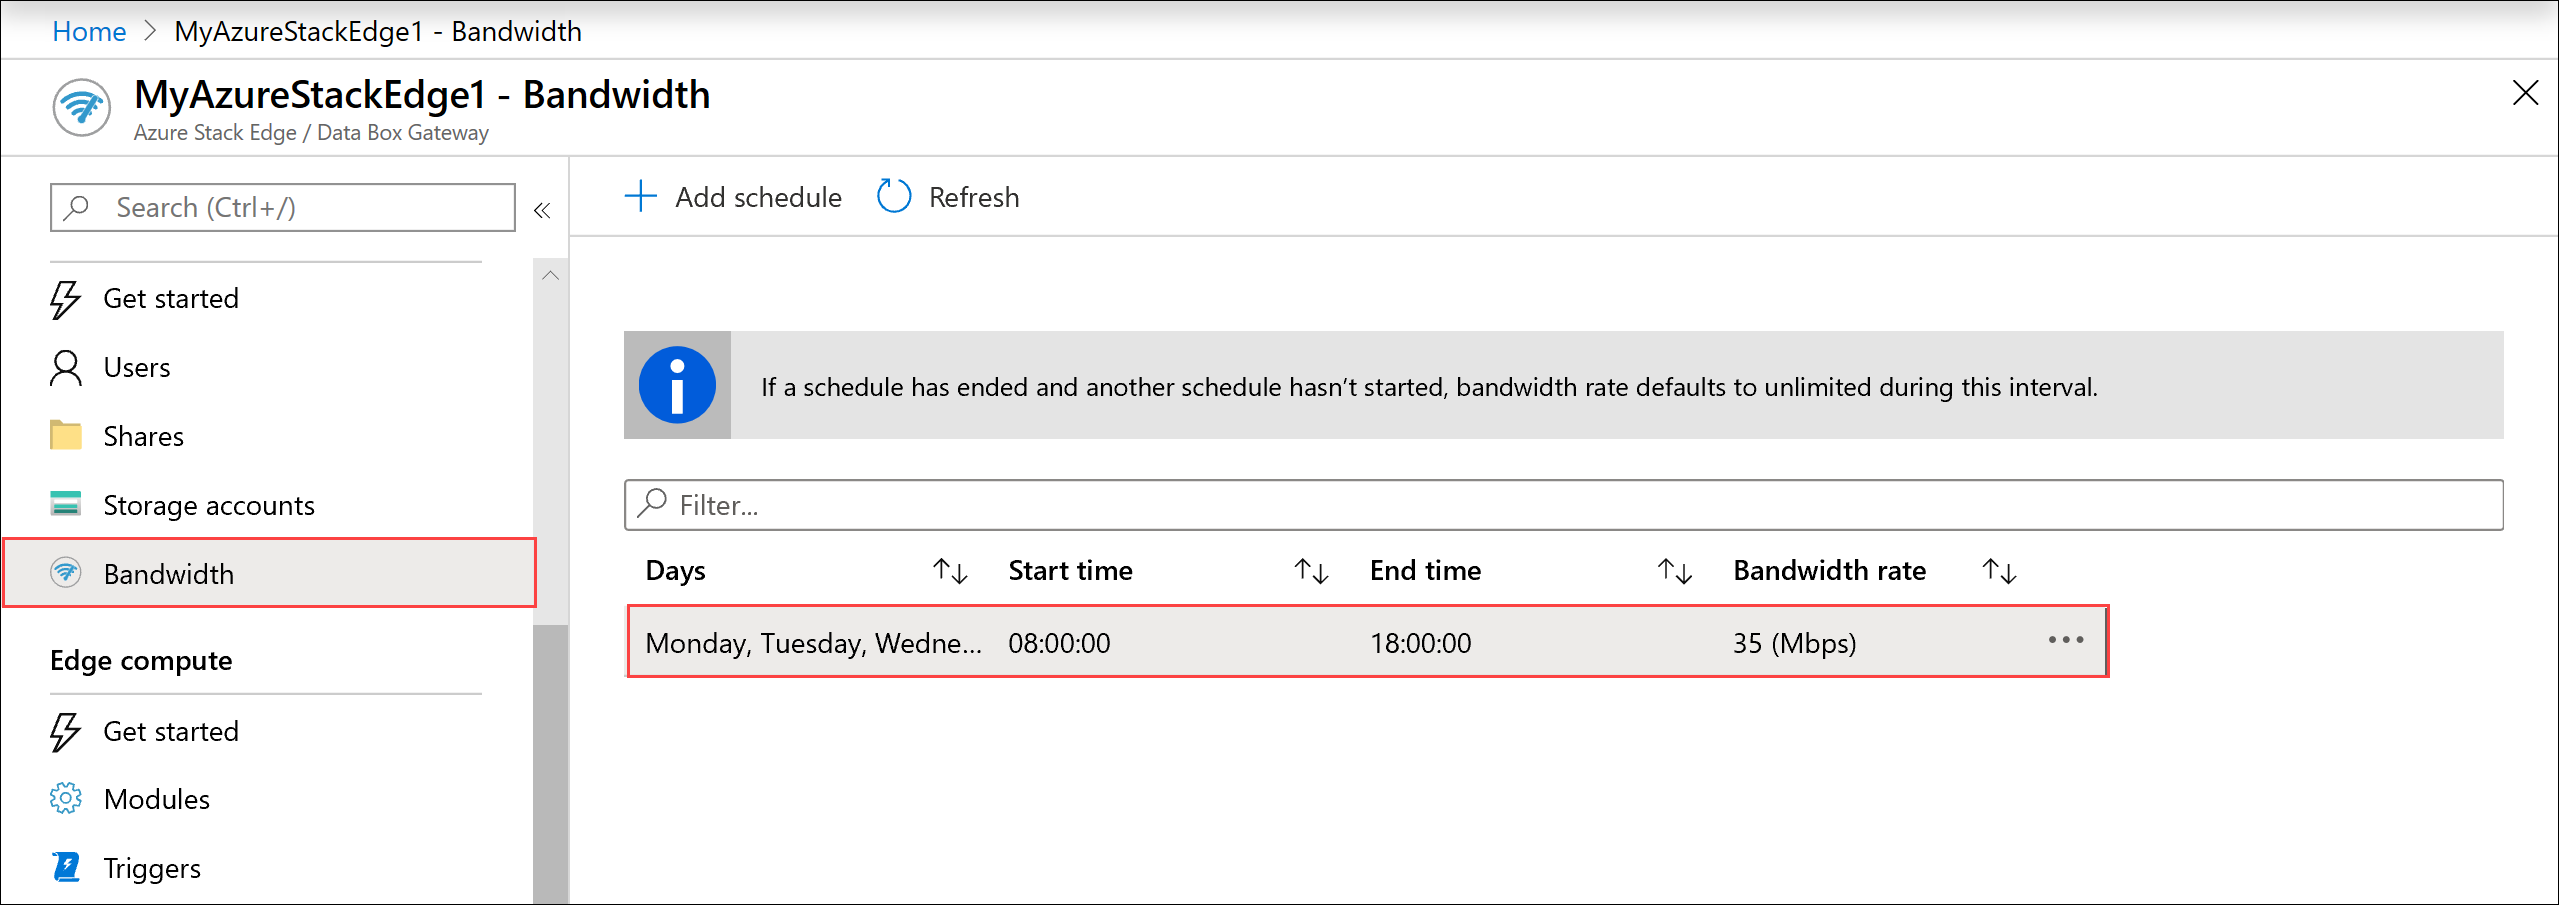 Home > MyAzureStackEdge1 - Bandwidth
MyAzureStackEdge1 - Bandwidth
Azure Stack Edge / Data Box Gateway
Search (Ctrl+/)
Get started
Users
Shares
Storage accounts
Bandwidth
Edge compute
Get started
Modules
Triggers
Add schedule Refresh
If a schedule has ended and another schedule hasn't started, bandwidth rate defaults to unlimited during this interval.
Filter...
Days Start time End time Bandwidth rate
Monday, Tuesday, Wedne... 08:00:00 18:00:00 35 (Mbps)